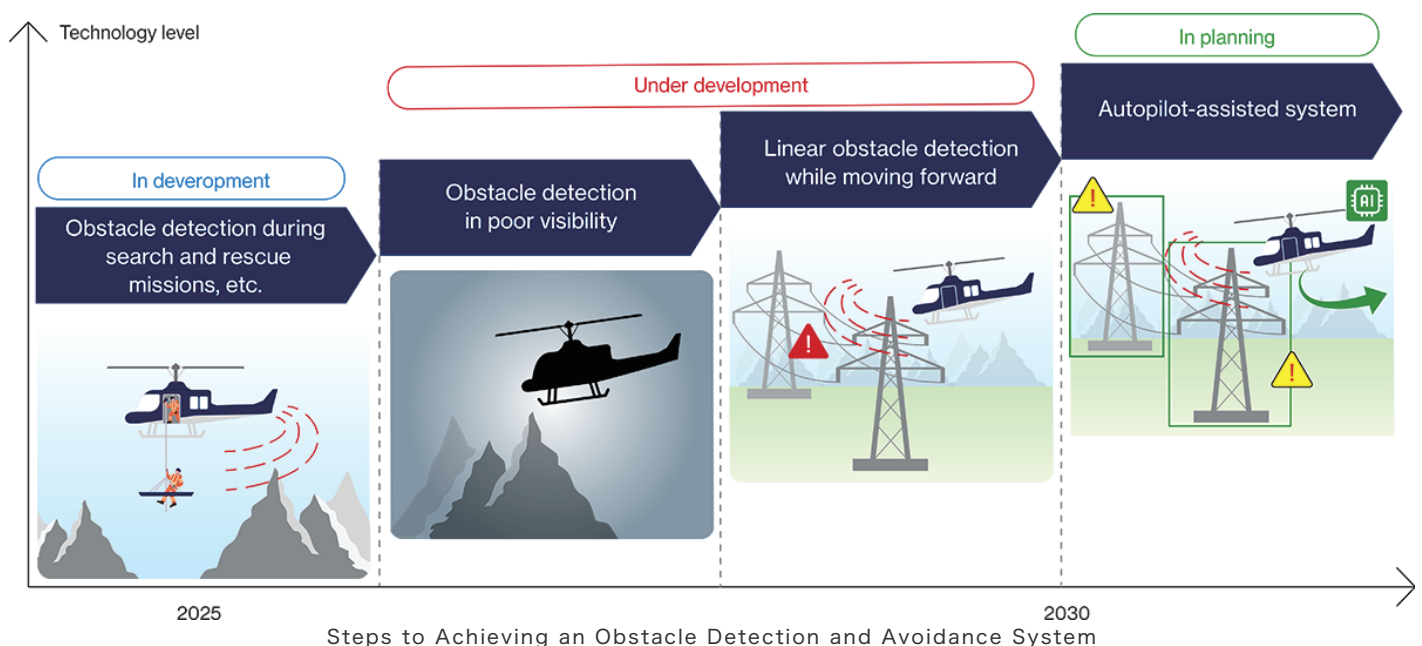 Technology level
In planning
Under development
Autopilot-assisted system
Linear obstacle detection
while moving forward
In deveropment
Obstacle detection
in poor visibility
Obstacle detection during
search and rescue
missions, etc.
AI
!
!
!
2025
2030
Steps to Achieving an Obstacle Detection and Avoidance System